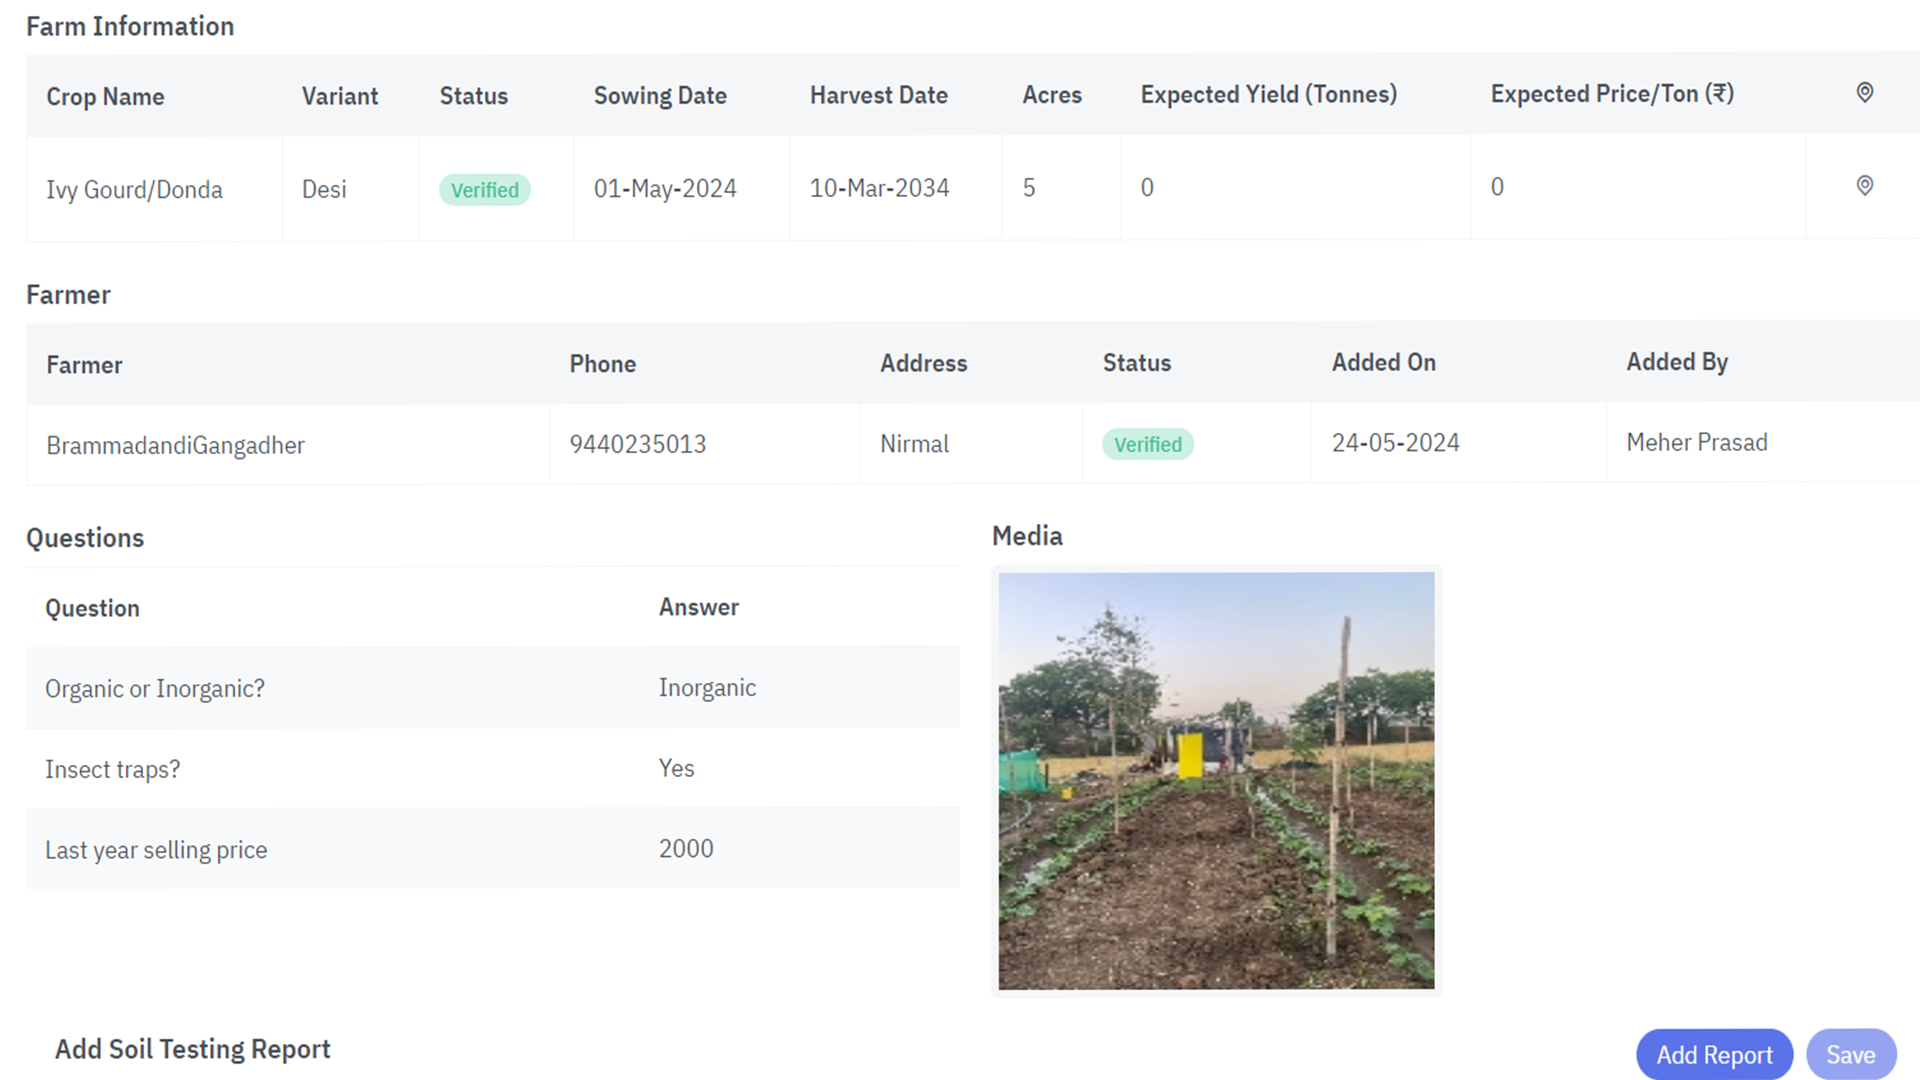 Farm Information
Crop Name Variant Status Sowing Date Harvest Date Acres Expected Yield (Tonnes) Expected Price/Ton (₹)
Ivy Gourd/Donda Desi Verified 01-May-2024 10-Mar-2034 5 0 0
Farmer
Farmer Phone Address Status Added On Added By
BrammadandiGangadher 9440235013 Nirmal Verified 24-05-2024 Meher Prasad
Questions
Media
Question Answer
Organic or Inorganic? Inorganic
Insect traps? Yes
Last year selling price 2000
Add Soil Testing Report
Add Report Save